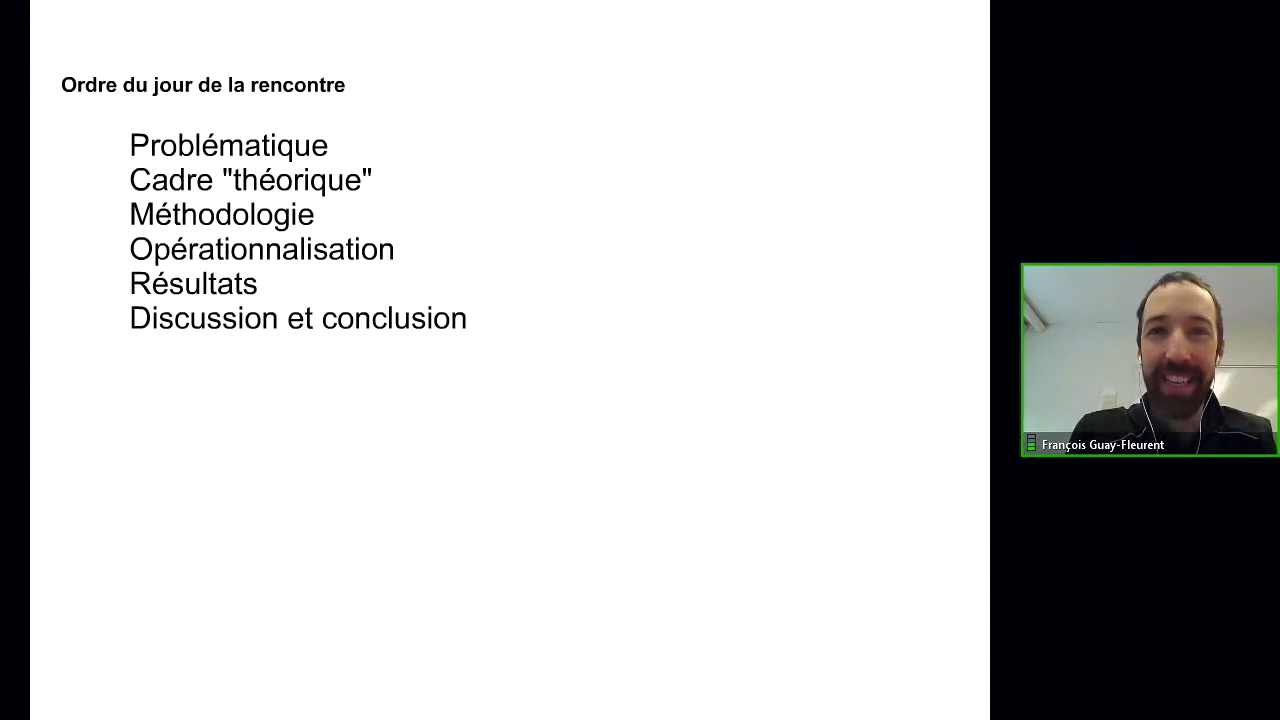 Ordre du jour de la rencontre
Problématique
Cadre "théorique"
Méthodologie
Opérationnalisation
Résultats
Discussion et conclusion
François Guay-Fleurent